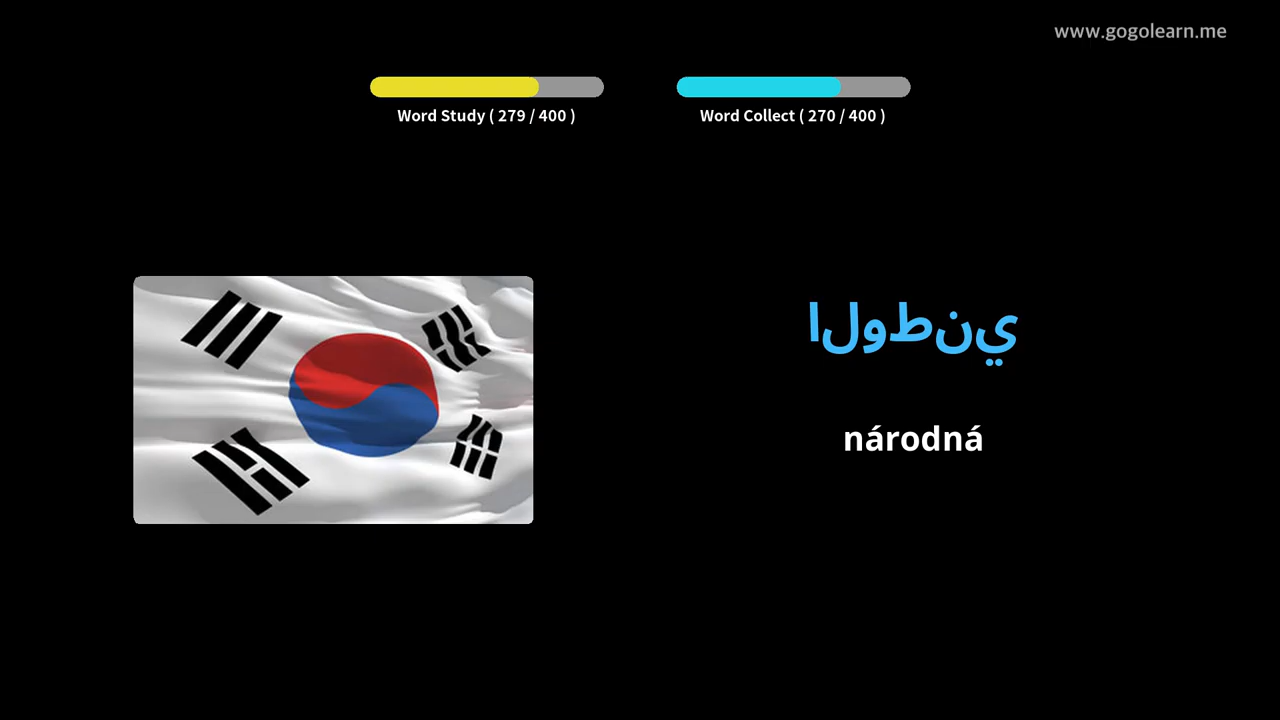 www.gogolearn.me
Word Study ( 279 / 400 )
Word Collect ( 270 / 400 )
الوطني
národná